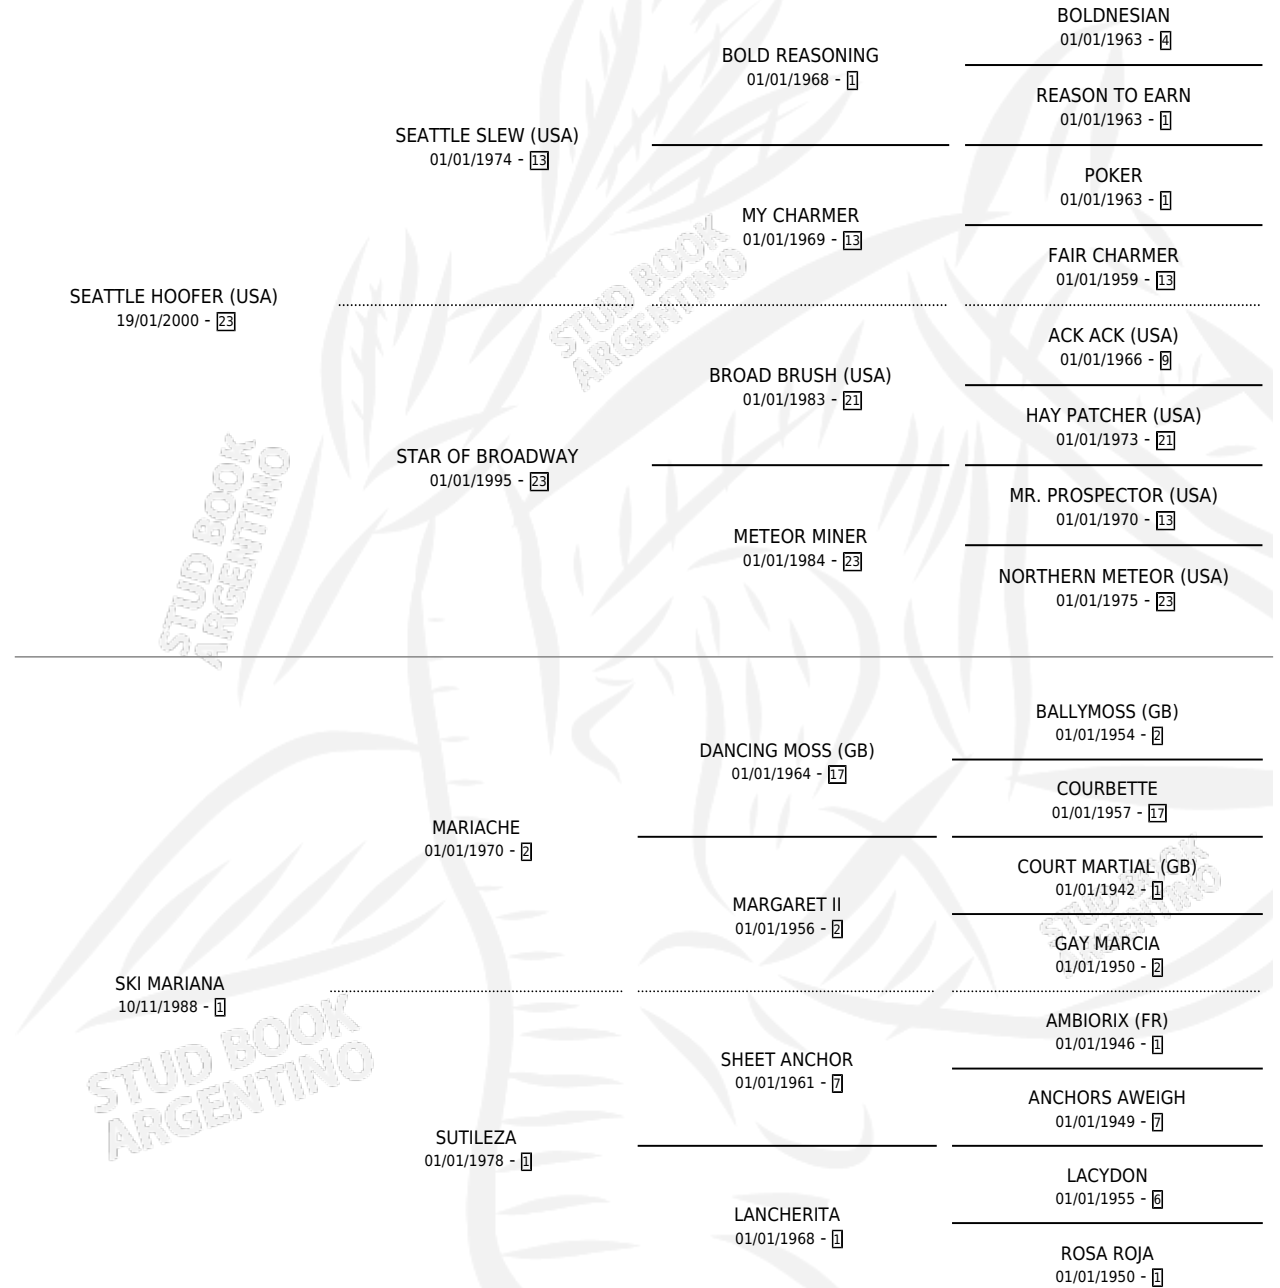 BOLDNESIAN
01/01/1963 - 4
BOLD REASONING
01/01/1968 - 1
REASON TO EARN
01/01/1963 - 1
SEATTLE SLEW (USA)
01/01/1974 - 13
POKER
01/01/1963 - 1
MY CHARMER
01/01/1969 - 13
FAIR CHARMER
01/01/1959 - 13
SEATTLE HOOFER (USA)
19/01/2000 - 23
STUD BOOK
ARGENTINO
ACK ACK (USA)
01/01/1966 - 9
BROAD BRUSH (USA)
01/01/1983 - 21
HAY PATCHER (USA)
01/01/1973 - 21
STAR OF BROADWAY
01/01/1995 - 23
MR. PROSPECTOR (USA)
01/01/1970 - 13
METEOR MINER
01/01/1984 - 23
NORTHERN METEOR (USA)
01/01/1975 - 23
STUD BOOK
ARGENTINO
BALLYMOSS (GB)
01/01/1954 - 2
DANCING MOSS (GB)
01/01/1964 - 17
COURBETTE
01/01/1957 - 17
MARIACHE
01/01/1970 - 2
COURT MARTIAL (GB)
01/01/1942 - 1
MARGARET II
01/01/1956 - 2
GAY MARCIA
01/01/1950 - 2
STUD BOOK
ARGENTINO
SKI MARIANA
10/11/1988 - 1
AMBIORIX (FR)
01/01/1946 - 1
SHEET ANCHOR
01/01/1961 - 7
ANCHORS AWEIGH
01/01/1949 - 7
STUD BOOK
ARGENTINO
SUTILEZA
01/01/1978 - 1
LACYDON
01/01/1955 - 6
LANCHERITA
01/01/1968 - 1
ROSA ROJA
01/01/1950 - 1